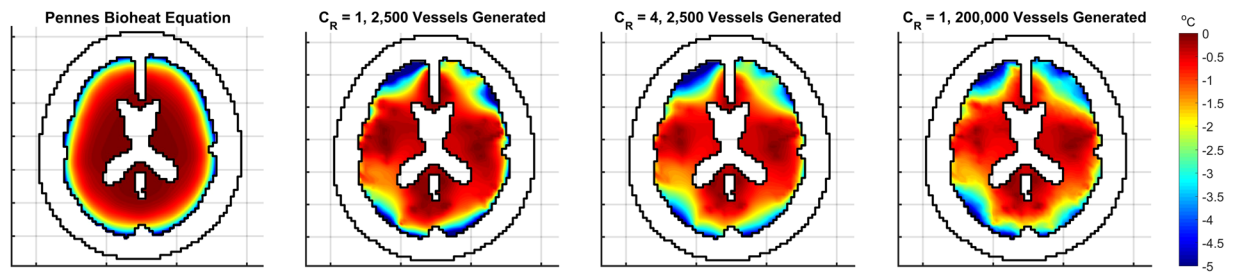 Pennes Bioheat Equation
C_R = 1, 2,500 Vessels Generated
C_R = 4, 2,500 Vessels Generated
C_R = 1, 200,000 Vessels Generated
°C
0
-0.5
-1
-1.5
-2
-2.5
-3
-3.5
-4
-4.5
-5